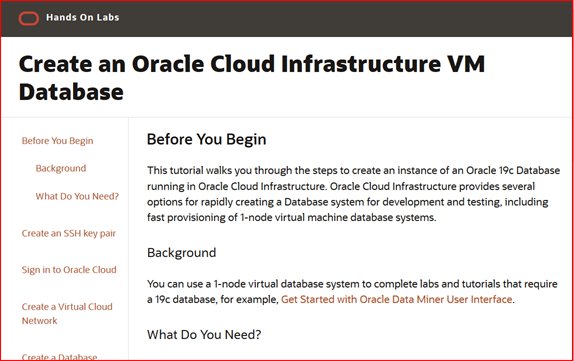 Hands On Labs
Create an Oracle Cloud Infrastructure VM
Database
Before You Begin
Background
What Do You Need?
Create an SSH key pair
Sign in to Oracle Cloud
Create a Virtual Cloud
Network
Create a Database
Before You Begin
This tutorial walks you through the steps to create an instance of an Oracle 19c Database
running in Oracle Cloud Infrastructure. Oracle Cloud Infrastructure provides several
options for rapidly creating a Database system for development and testing, including
fast provisioning of 1-node virtual machine database systems.
Background
You can use a 1-node virtual database system to complete labs and tutorials that require
a 19c database, for example, Get Started with Oracle Data Miner User Interface.
What Do You Need?